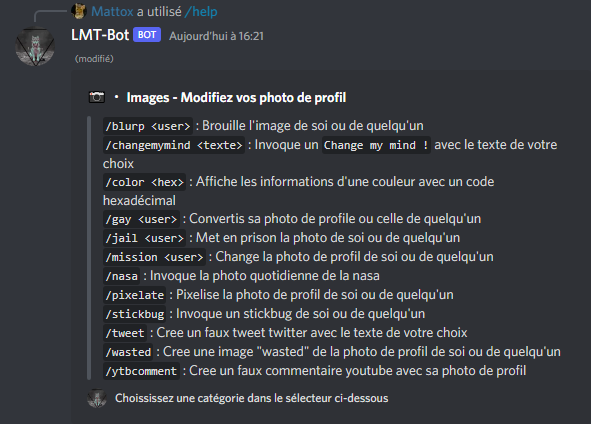 Mattox a utilisé /help
LMT-Bot BOT Aujourd'hui à 16:21
(modifié)
• Images - Modifiez vos photo de profil
/blurp <user> : Brouille l'image de soi ou de quelqu'un
/changemymind <texte> : Invoque un Change my mind ! avec le texte de votre
choix
/color <hex> : Affiche les informations d'une couleur avec un code
hexadécimal
/gay <user> : Convertis sa photo de profile ou celle de quelqu'un
/jail <user> : Met en prison la photo de soi ou de quelqu'un
/mission <user> : Change la photo de profil de soi ou de quelqu'un
/nasa : Invoque la photo quotidienne de la nasa
/pixelate : Pixelise la photo de profil de soi ou de quelqu'un
/stickbug : Invoque un stickbug de soi ou de quelqu'un
/tweet : Cree un faux tweet twitter avec le texte de votre choix
/wasted : Cree une image "wasted" de la photo de profil de soi ou de quelqu'un
/ytbcomment : Cree un faux commentaire youtube avec sa photo de profil
Choississez une catégorie dans le sélecteur ci-dessous